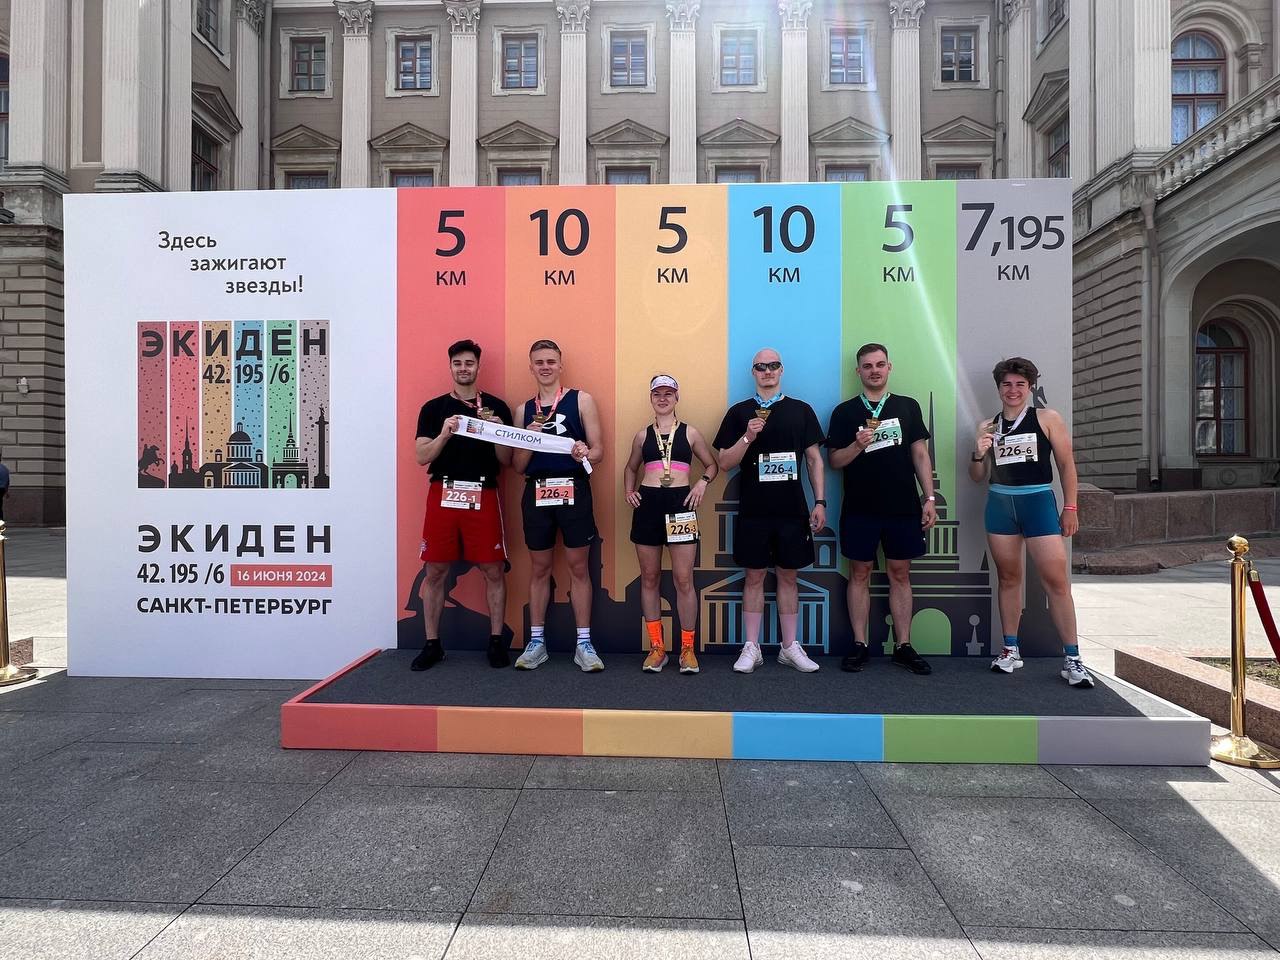 Здесь
зажигают
звезды!
ЭКИДЕН
42.195 /6
ЭКИДЕН
42.195 /6 16 ИЮНЯ 2024
САНКТ-ПЕТЕРБУРГ
5
КМ
10
КМ
5
КМ
10
КМ
5
КМ
7,195
КМ
СТИЛКОМ
226-1
226-2
226-3
226-4
226-5
226-6